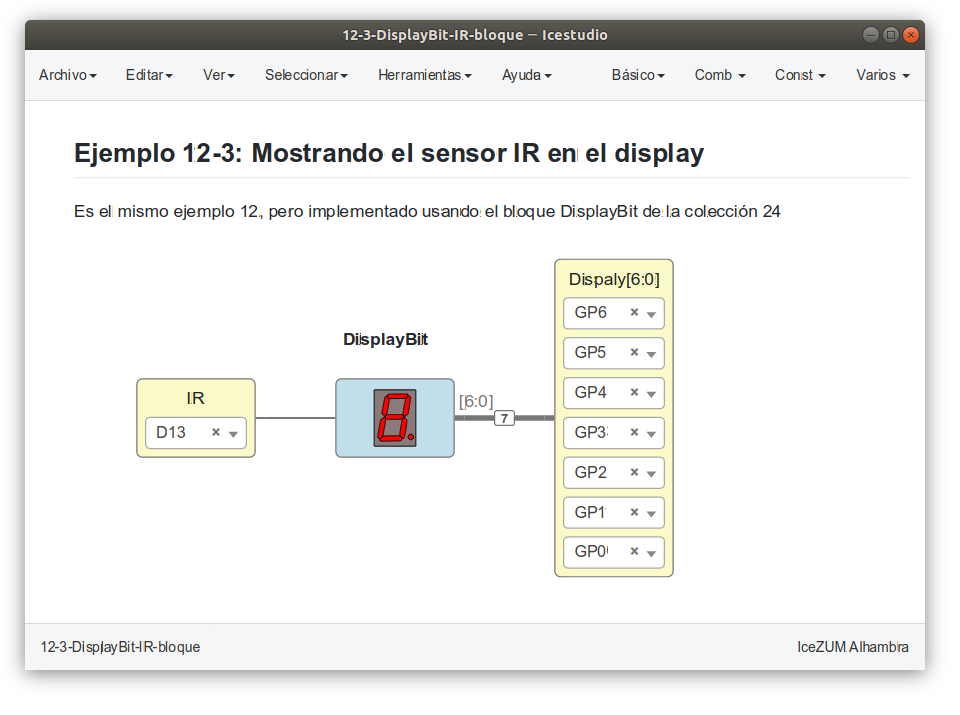 12-3-DisplayBit-IR-bloque — Icestudio
Archivo Editar Ver Seleccionar Herramientas Ayuda Básico Comb Const Varios
Ejemplo 12-3: Mostrando el sensor IR en el display
Es el mismo ejemplo 12, pero implementado usando el bloque DisplayBit de la colección 24
Dispaly[6:0]
GP6
DisplayBit
GP5
IR
GP4
[6:0]
7
D13
GP3
GP2
GP1
GP0
12-3-DisplayBit-IR-bloque IceZUM Alhambra